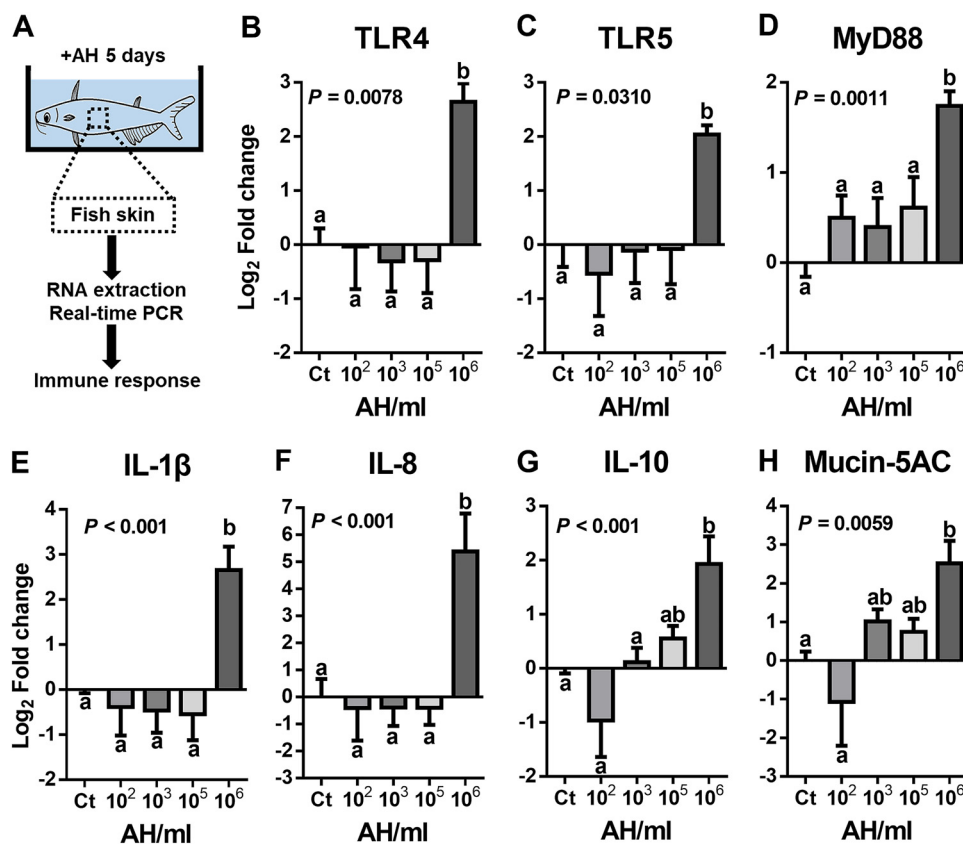 A
+AH 5 days
Fish skin
RNA extraction
Real-time PCR
Immune response
B
TLR4
P = 0.0078
Log₂ Fold change
3
2
1
0
-1
-2
a
a
a
a
b
Ct 10² 10³ 10⁵ 10⁶
AH/ml
C
TLR5
P = 0.0310
3
2
1
0
-1
-2
a
a
a
a
b
Ct 10² 10³ 10⁵ 10⁶
AH/ml
D
MyD88
P = 0.0011
2
1
0
-1
a
a
a
a
b
Ct 10² 10³ 10⁵ 10⁶
AH/ml
E
IL-1β
P < 0.001
Log₂ Fold change
4
3
2
1
0
-1
-2
a
a
a
a
b
Ct 10² 10³ 10⁵ 10⁶
AH/ml
F
IL-8
P < 0.001
7
6
5
4
3
2
1
0
-1
-2
-3
a
a
a
a
b
Ct 10² 10³ 10⁵ 10⁶
AH/ml
G
IL-10
P < 0.001
3
2
1
0
-1
-2
a
a
a
ab
b
Ct 10² 10³ 10⁵ 10⁶
AH/ml
H
Mucin-5AC
P = 0.0059
4
3
2
1
0
-1
-2
-3
a
a
ab
ab
b
Ct 10² 10³ 10⁵ 10⁶
AH/ml